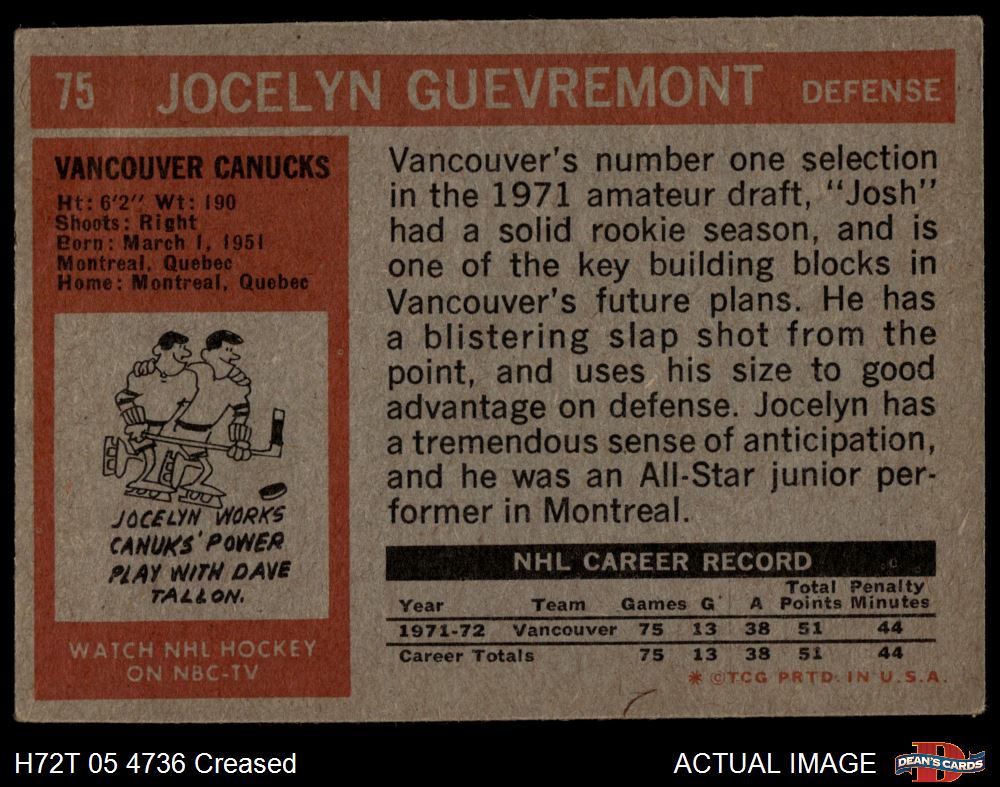 75 JOCELYN GUEVREMONT DEFENSE
VANCOUVER CANUCKS
Ht: 6'2" Wt: 190
Shoots: Right
Born: March 1, 1951
Montreal, Quebec
Home: Montreal, Quebec
JOCELYN WORKS
CANUKS' POWER
PLAY WITH DAVE
TALLON.
WATCH NHL HOCKEY
ON NBC-TV
Vancouver's number one selection
in the 1971 amateur draft, "Josh"
had a solid rookie season, and is
one of the key building blocks in
Vancouver's future plans. He has
a blistering slap shot from the
point, and uses his size to good
advantage on defense. Jocelyn has
a tremendous sense of anticipation,
and he was an All-Star junior per-
former in Montreal.
NHL CAREER RECORD
Year Team Games G A Total Points Penalty Minutes
1971-72 Vancouver 75 13 38 51 44
Career Totals 75 13 38 51 44
* ©T.C.G. PRTD. IN U.S.A.
H72T 05 4736 Creased
ACTUAL IMAGE
D
DEAN'S CARDS